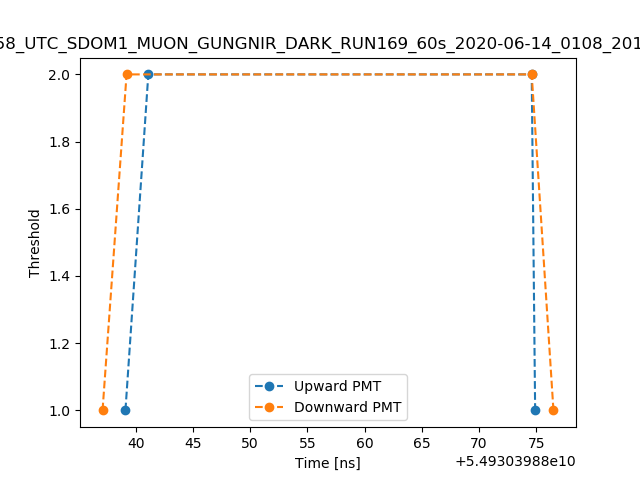 58_UTC_SDOM1_MUON_GUNGNIR_DARK_RUN169_60s_2020-06-14_0108_201
2.0
1.8
1.6
1.4
1.2
1.0
Threshold
Upward PMT
Downward PMT
40 45 50 55 60 65 70 75
Time [ns]
+5.49303988e10